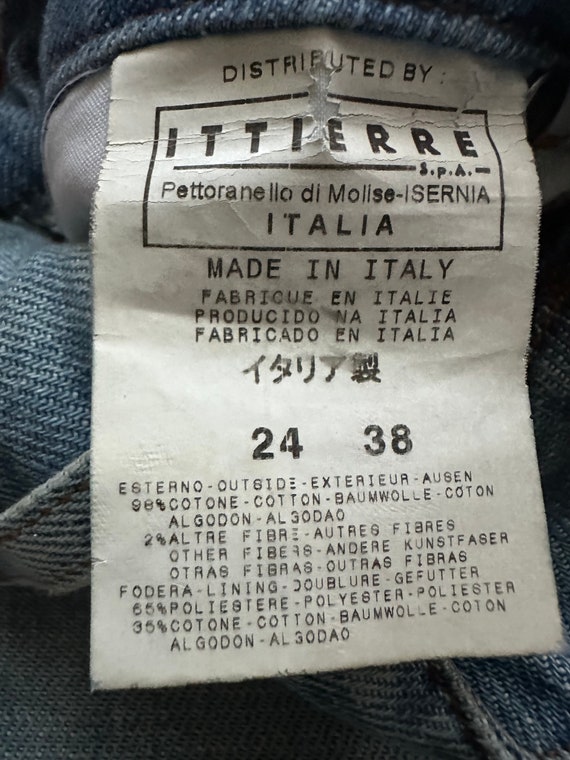 DISTRIBUTED BY:
ITTIERRE
S.p.A.
Pettoranello di Molise-ISERNIA
ITALIA
MADE IN ITALY
FABRIQUE EN ITALIE
PRODUCIDO NA ITALIA
FABRICADO EN ITALIA
イタリア製
24 38
ESTERNO-OUTSIDE-EXTERIEUR-AUSEN
98%COTONE-COTTON-BAUMWOLLE-COTON
ALGODON-ALGODAO
2%ALTRE FIBRE-AUTRES FIBRES
OTHER FIBERS-ANDERE KUNSTFASER
OTRAS FIBRAS-OUTRAS FIBRAS
FODERA-LINING-DOUBLURE-GEFUTTER
65%POLIESTERE-POLYESTER-POLIESTER
35%COTONE-COTTON-BAUMWOLLE-COTON
ALGODON-ALGODAO